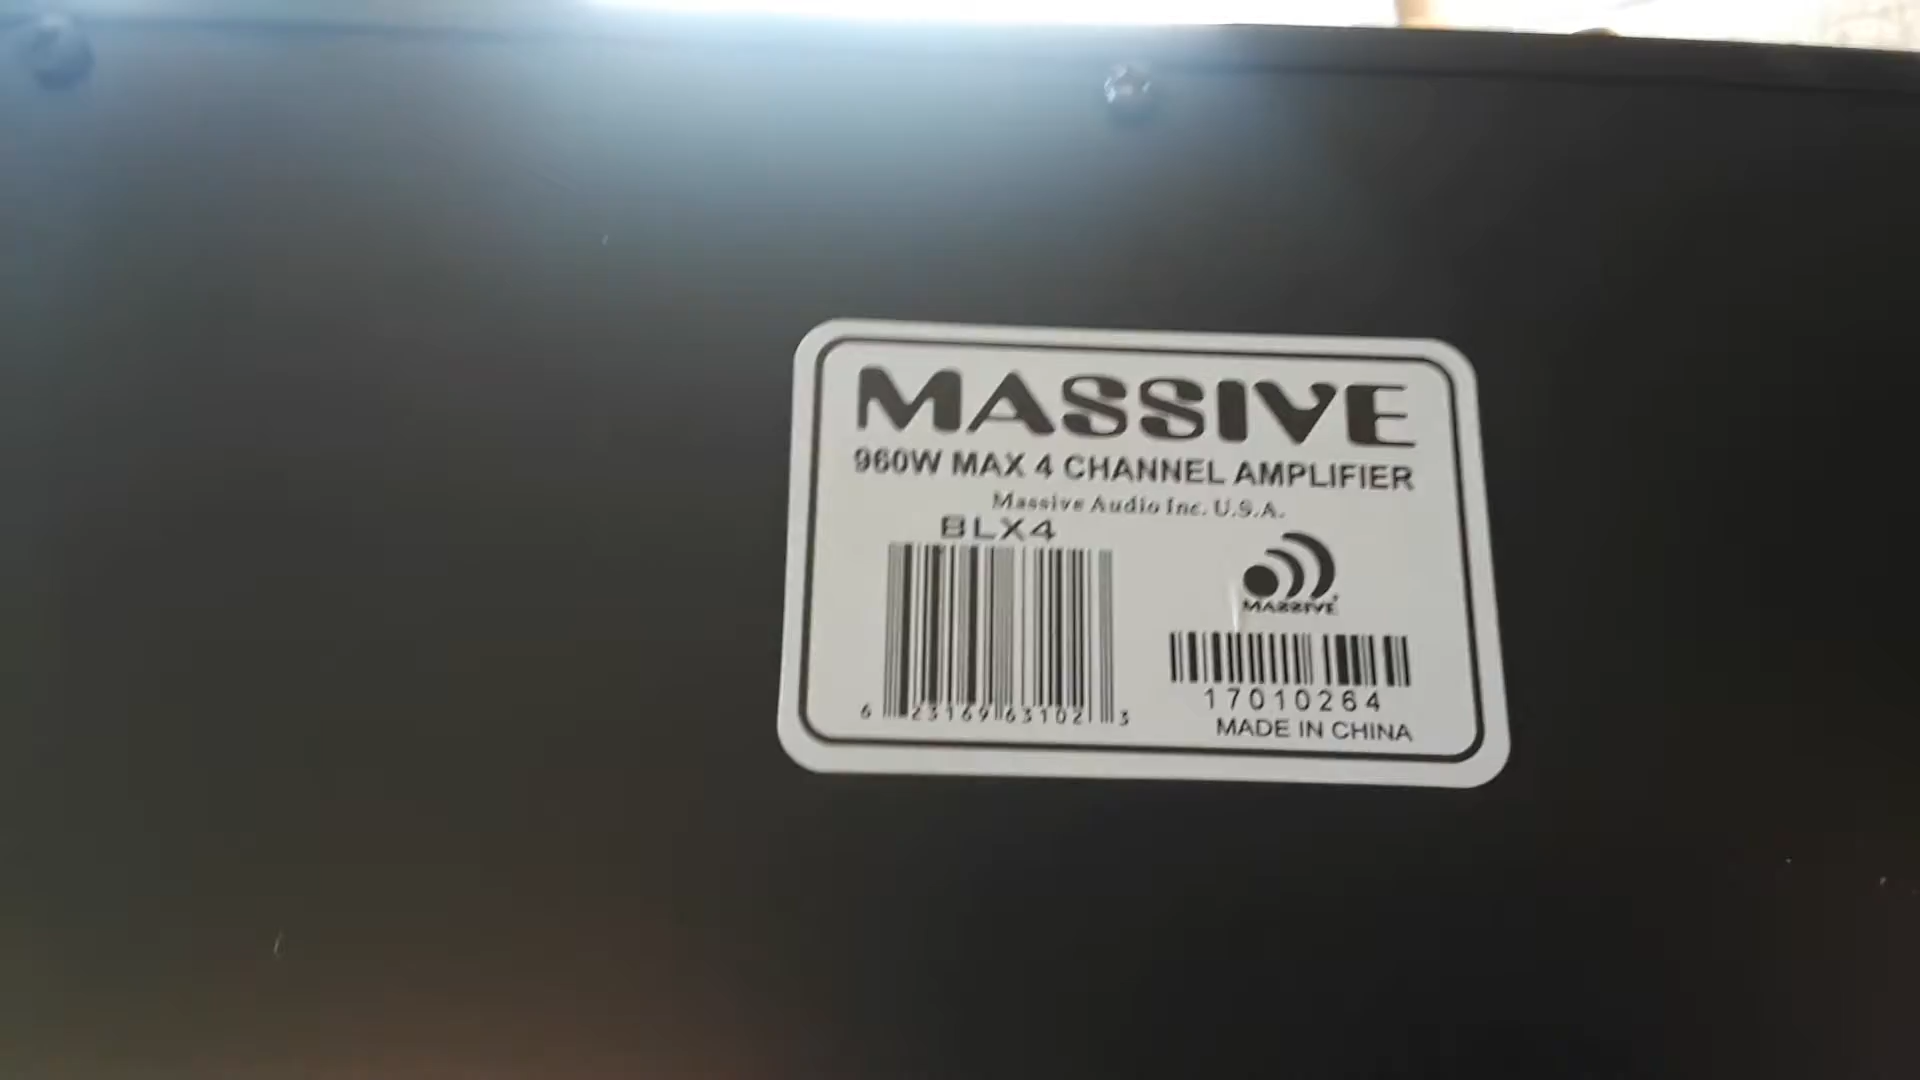 MASSIVE
960W MAX 4 CHANNEL AMPLIFIER
Massive Audio Inc. U.S.A.
BLX4
6 23169 63102 3
MASSIVE
17010264
MADE IN CHINA